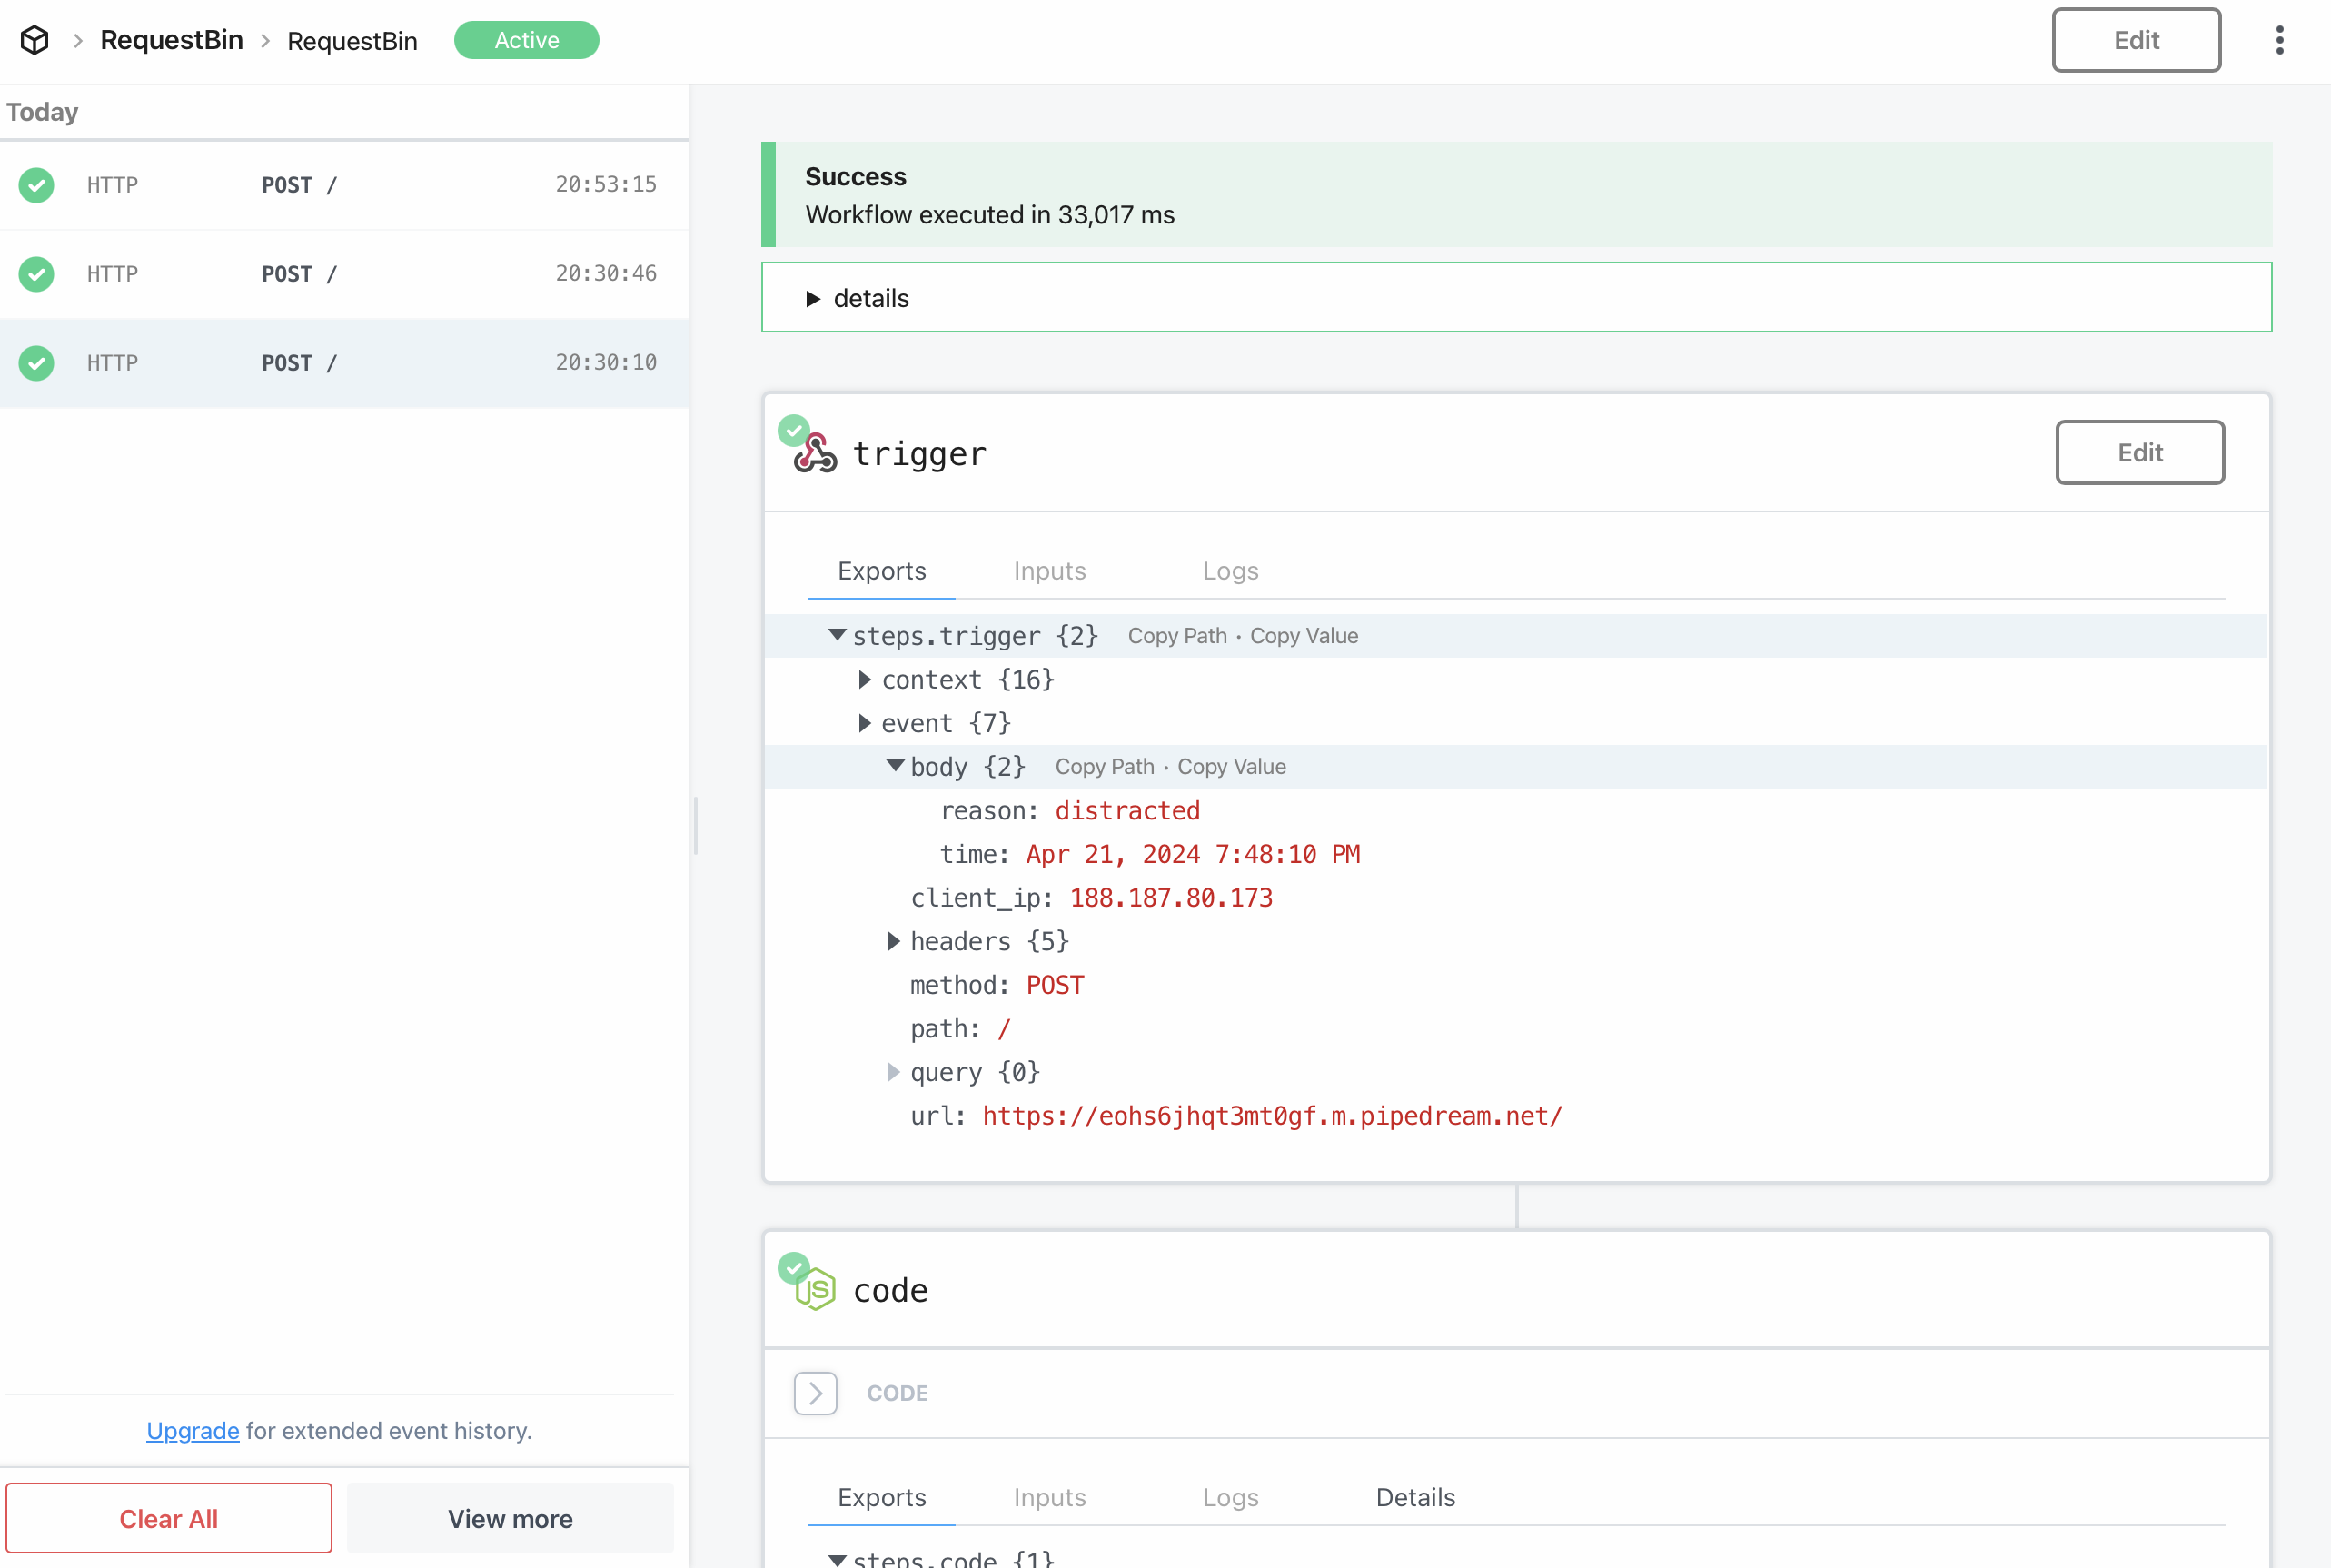 RequestBin > RequestBin Active Edit
Today
HTTP POST / 20:53:15
HTTP POST / 20:30:46
HTTP POST / 20:30:10
Upgrade for extended event history.
Clear All View more
Success
Workflow executed in 33,017 ms
details
trigger Edit
Exports Inputs Logs
steps.trigger {2} Copy Path • Copy Value
context {16}
event {7}
body {2} Copy Path • Copy Value
reason: distracted
time: Apr 21, 2024 7:48:10 PM
client_ip: 188.187.80.173
headers {5}
method: POST
path: /
query {0}
url: https://eohs6jhqt3mt0gf.m.pipedream.net/
JS code
CODE
Exports Inputs Logs Details
steps.code {1}